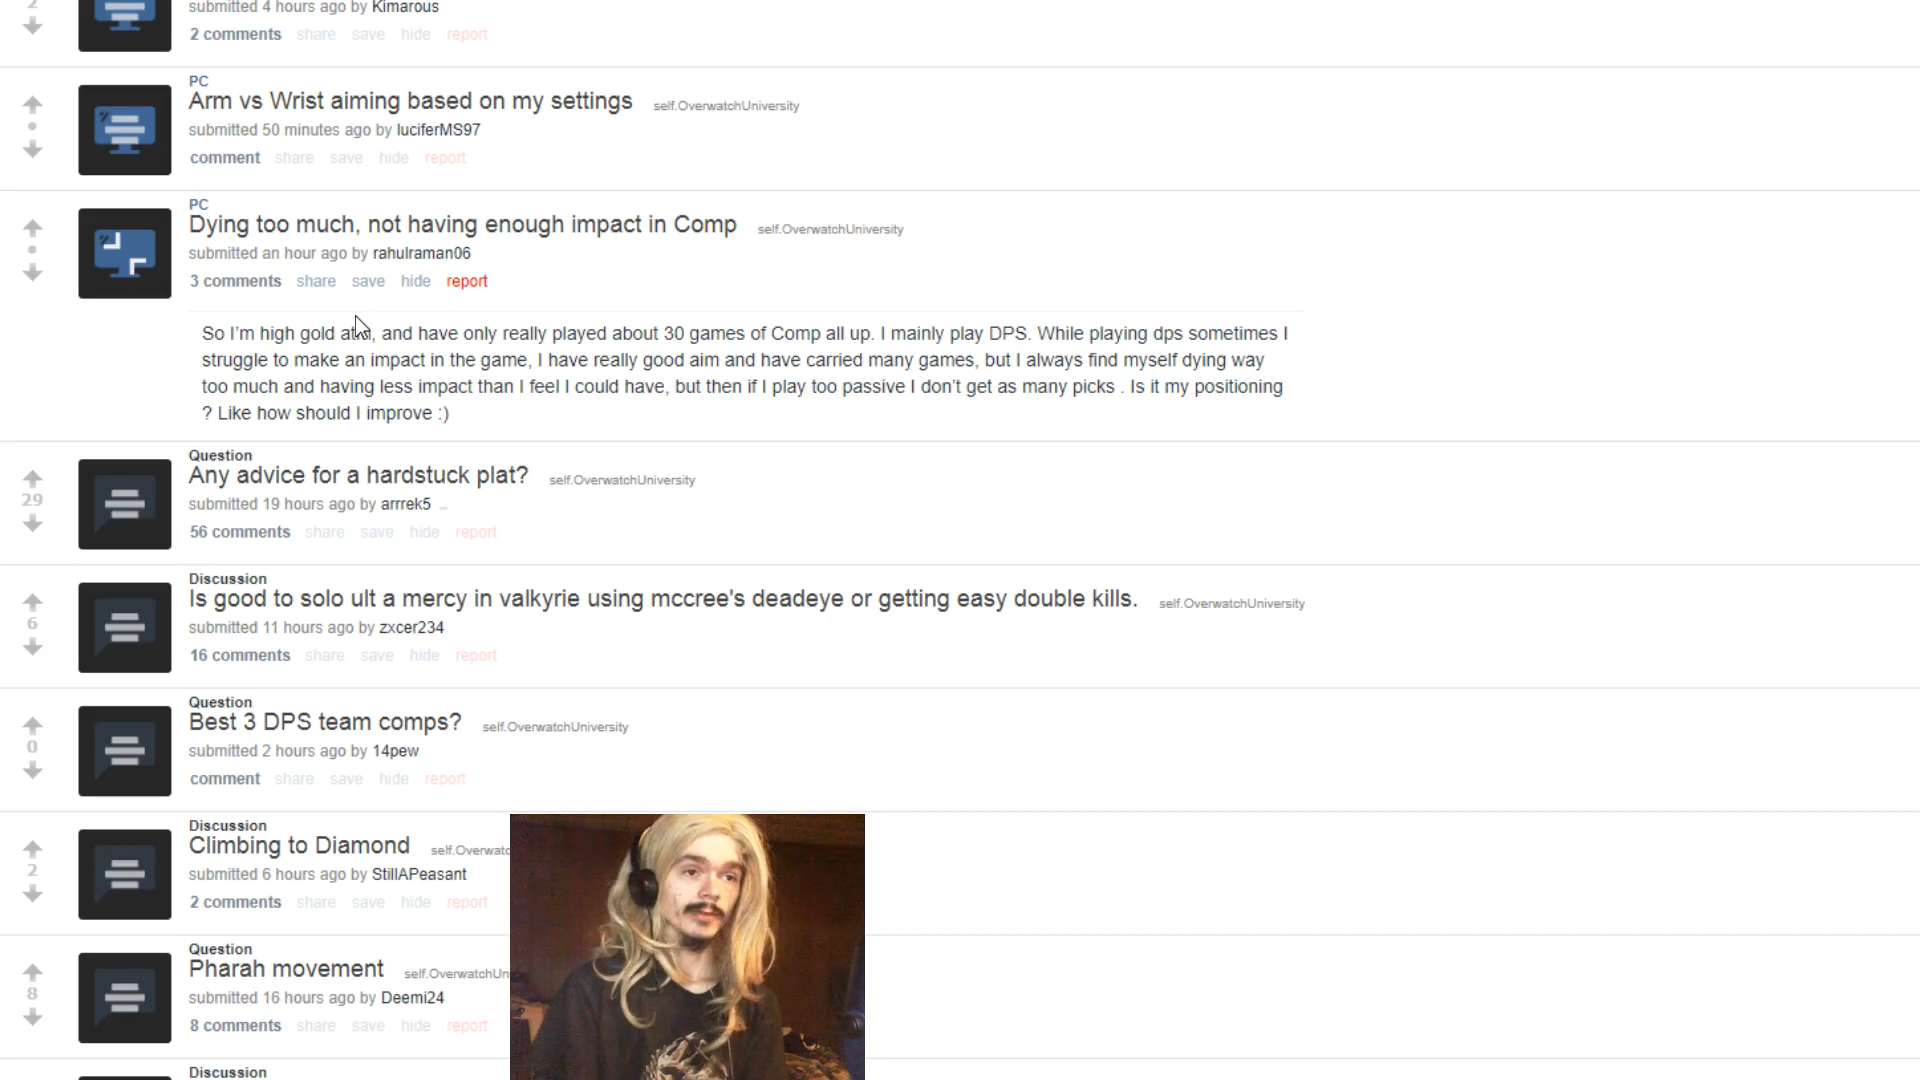 2
submitted 4 hours ago by Kimarous
2 comments share save hide report
PC
Arm vs Wrist aiming based on my settings self.OverwatchUniversity
submitted 50 minutes ago by luciferMS97
comment share save hide report
PC
Dying too much, not having enough impact in Comp self.OverwatchUniversity
submitted an hour ago by rahulraman06
3 comments share save hide report
So I'm high gold and have only really played about 30 games of Comp all up. I mainly play DPS. While playing dps sometimes I
struggle to make an impact in the game, I have really good aim and have carried many games, but I always find myself dying way
too much and having less impact than I feel I could have, but then if I play too passive I don't get as many picks . Is it my positioning
? Like how should I improve :)
Question
Any advice for a hardstuck plat? self.OverwatchUniversity
29
submitted 19 hours ago by arrrek5
56 comments share save hide report
Discussion
Is good to solo ult a mercy in valkyrie using mccree's deadeye or getting easy double kills. self.OverwatchUniversity
6
submitted 11 hours ago by zxcer234
16 comments share save hide report
Question
Best 3 DPS team comps? self.OverwatchUniversity
0
submitted 2 hours ago by 14pew
comment share save hide report
Discussion
Climbing to Diamond self.Overwatc
2
submitted 6 hours ago by StillAPeasant
2 comments share save hide report
Question
Pharah movement self.OverwatchUn
8
submitted 16 hours ago by Deemi24
8 comments share save hide report
Discussion